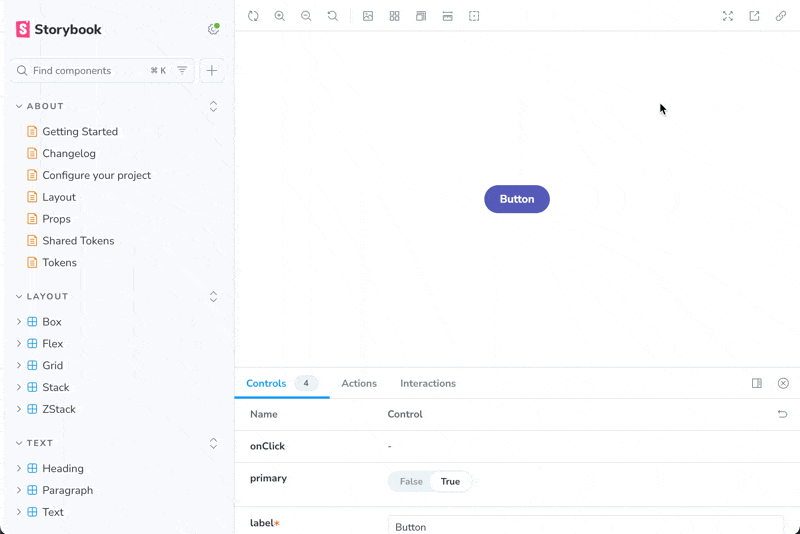 Storybook
Find components
⌘ K
ABOUT
Getting Started
Changelog
Configure your project
Layout
Props
Shared Tokens
Tokens
LAYOUT
Box
Flex
Grid
Stack
ZStack
TEXT
Heading
Paragraph
Text
Button
Controls 4 Actions Interactions
Name Control
onClick -
primary False True
label* Button